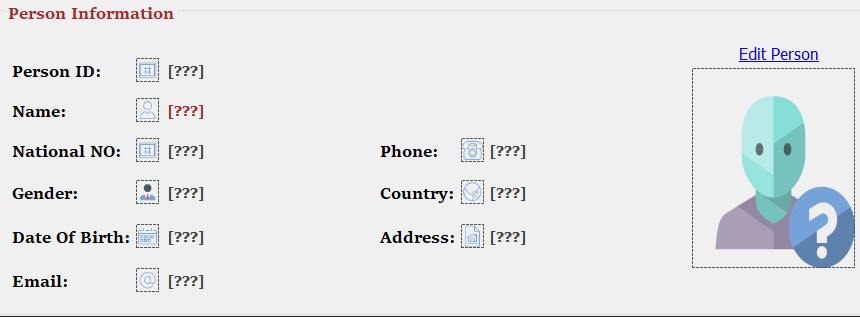 Person Information
Edit Person
Person ID: # [???]
Name: [???]
National NO: # [???] Phone: [???]
Gender: [???] Country: [???]
Date Of Birth: [???] Address: [???]
Email: @ [???]
?